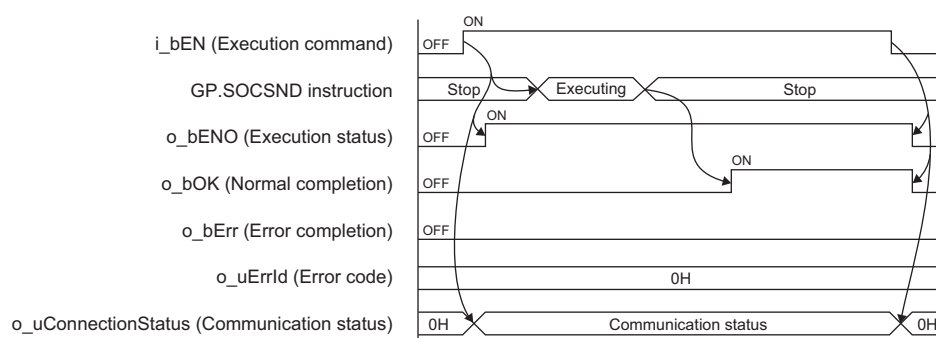 ON
i_bEN (Execution command) OFF
GP.SOCSND instruction Stop Executing Stop
ON
o_bENO (Execution status) OFF
ON
o_bOK (Normal completion) OFF
o_bErr (Error completion) OFF
o_uErrId (Error code) 0H
o_uConnectionStatus (Communication status) 0H Communication status 0H